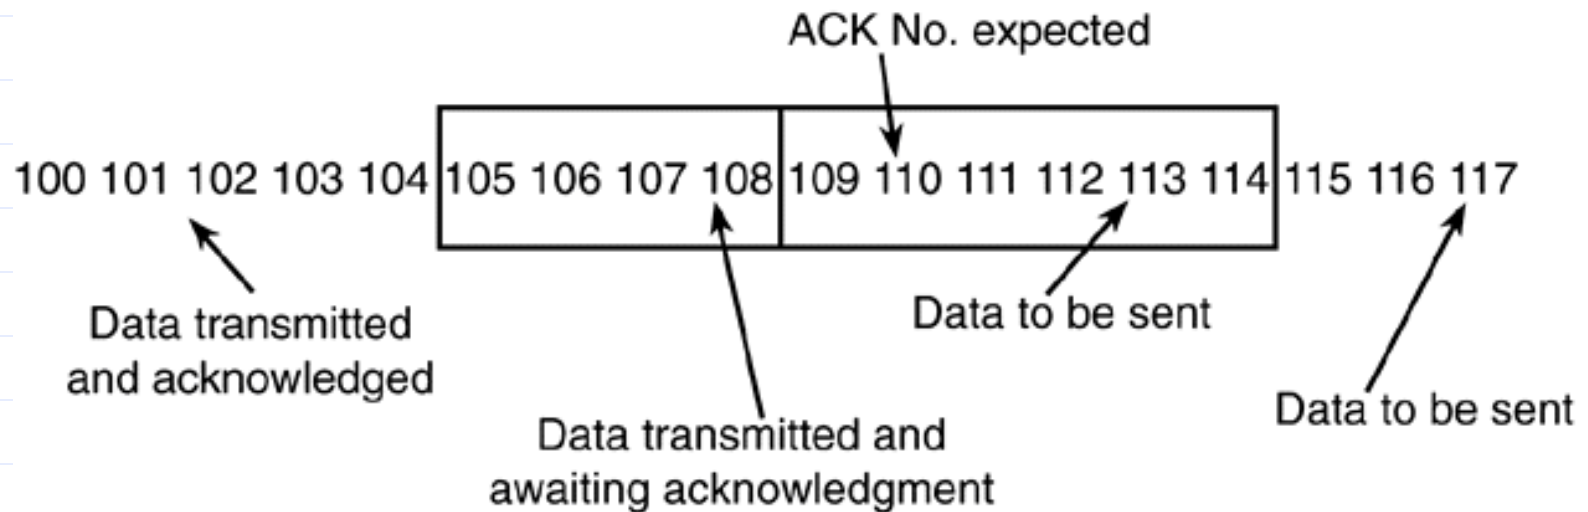 ACK No. expected
100 101 102 103 104 105 106 107 108 109 110 111 112 113 114 115 116 117
Data transmitted
and acknowledged
Data to be sent
Data transmitted and
awaiting acknowledgment
Data to be sent